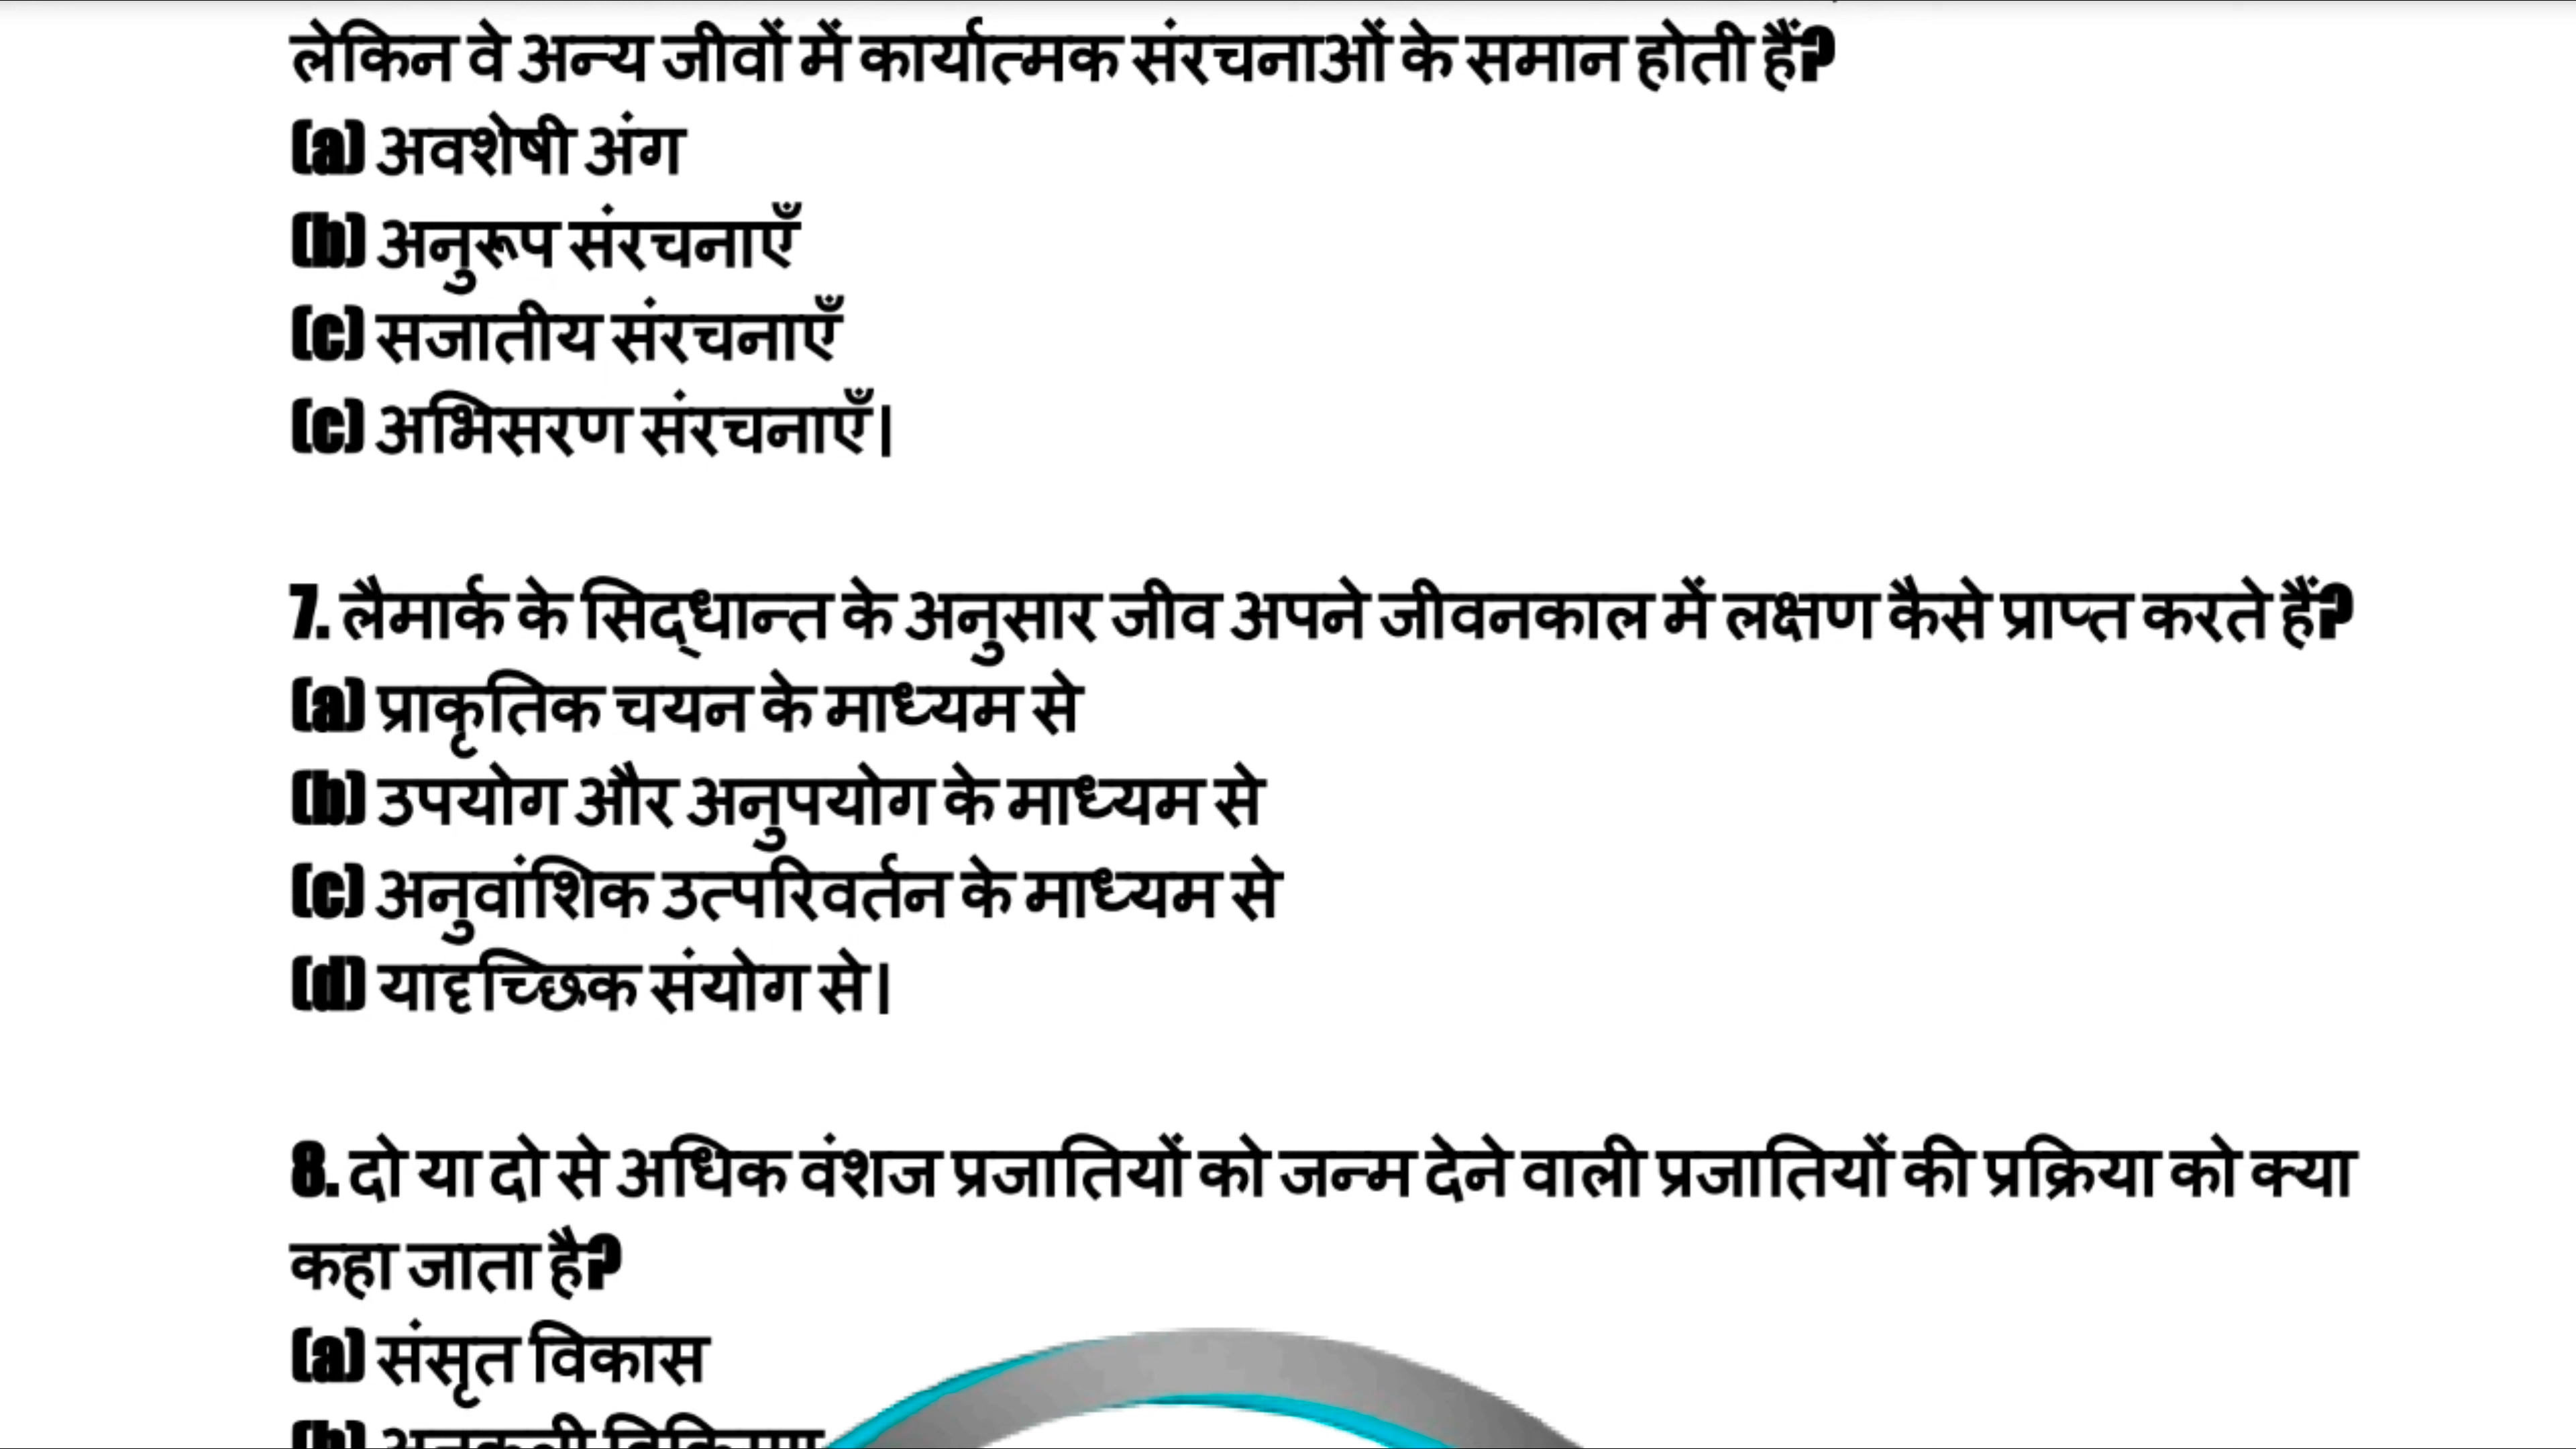 लेकिन वे अन्य जीवों में कार्यात्मक संरचनाओं के समान होती हैं?
(a) अवशेषी अंग
(b) अनुरूप संरचनाएँ
(c) सजातीय संरचनाएँ
(c) अभिसरण संरचनाएँ।
7. लैमार्क के सिद्धान्त के अनुसार जीव अपने जीवनकाल में लक्षण कैसे प्राप्त करते हैं?
(a) प्राकृतिक चयन के माध्यम से
(b) उपयोग और अनुपयोग के माध्यम से
(c) अनुवांशिक उत्परिवर्तन के माध्यम से
(d) यादृच्छिक संयोग से।
8. दो या दो से अधिक वंशज प्रजातियों को जन्म देने वाली प्रजातियों की प्रक्रिया को क्या
कहा जाता है?
(a) संसृत विकास
(b)